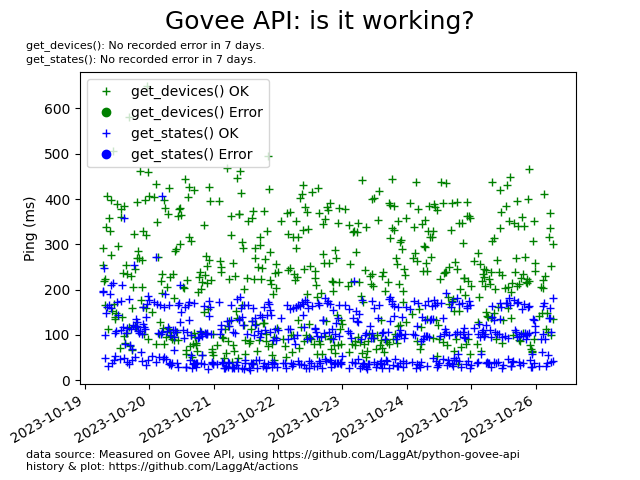 Govee API: is it working?
get_devices(): No recorded error in 7 days.
get_states(): No recorded error in 7 days.
get_devices() OK
get_devices() Error
get_states() OK
get_states() Error
Ping (ms)
600
500
400
300
200
100
0
2023-10-19
2023-10-20
2023-10-21
2023-10-22
2023-10-23
2023-10-24
2023-10-25
2023-10-26
data source: Measured on Govee API, using https://github.com/LaggAt/python-govee-api
history & plot: https://github.com/LaggAt/actions